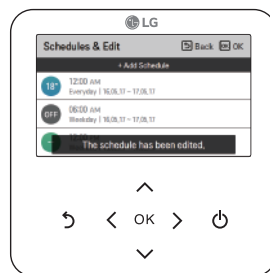 LG
Schedules & Edit
Back OK OK
+ Add Schedule
18°
12:00 AM
Everyday | 16.05.17 ~ 17.05.17
OFF
06:00 AM
Weekday | 16.05.17 ~ 17.05.17
The schedule has been edited.
OK